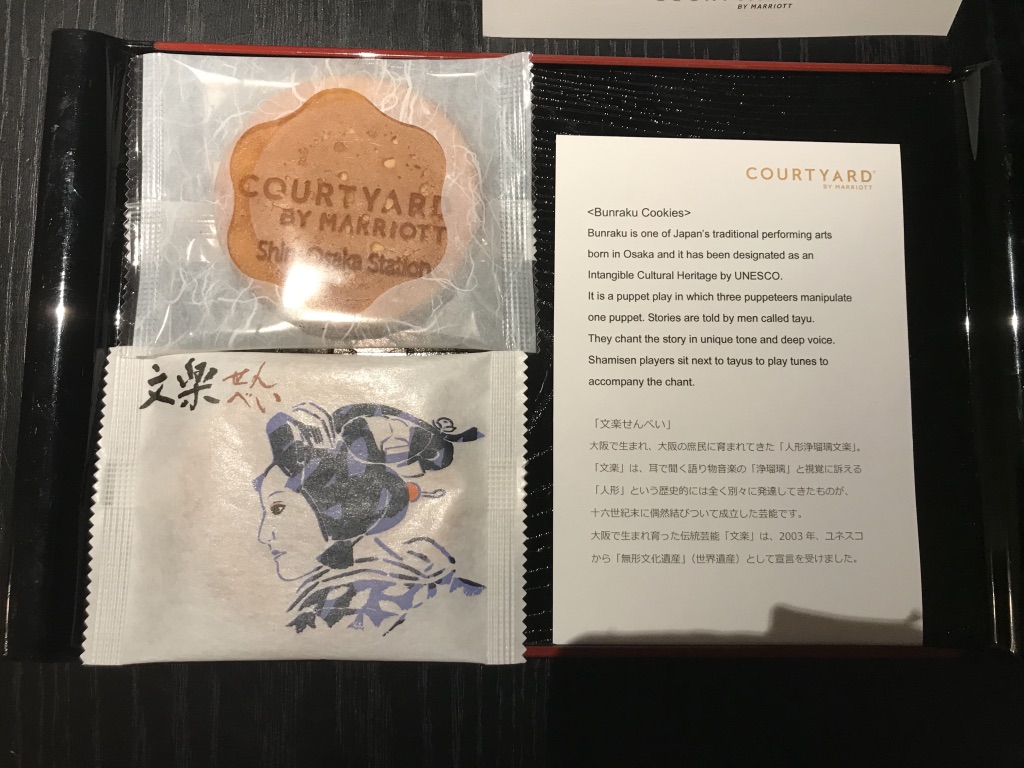 BY MARRIOTT
COURTYARD
BY MARRIOTT
Shin-Osaka Station
文楽せんべい
COURTYARD
BY MARRIOTT
<Bunraku Cookies>
Bunraku is one of Japan's traditional performing arts
born in Osaka and it has been designated as an
Intangible Cultural Heritage by UNESCO.
It is a puppet play in which three puppeteers manipulate
one puppet. Stories are told by men called tayu.
They chant the story in unique tone and deep voice.
Shamisen players sit next to tayus to play tunes to
accompany the chant.
「文楽せんべい」
大阪で生まれ、大阪の庶民に育まれてきた「人形浄瑠璃文楽」。
「文楽」は、耳で聞く語り物音楽の「浄瑠璃」と視覚に訴える
「人形」という歴史的には全く別々に発達してきたものが、
十六世紀末に偶然結びついて成立した芸能です。
大阪で生まれ育った伝統芸能「文楽」は、2003 年、ユネスコ
から「無形文化遺産」（世界遺産）として宣言を受けました。